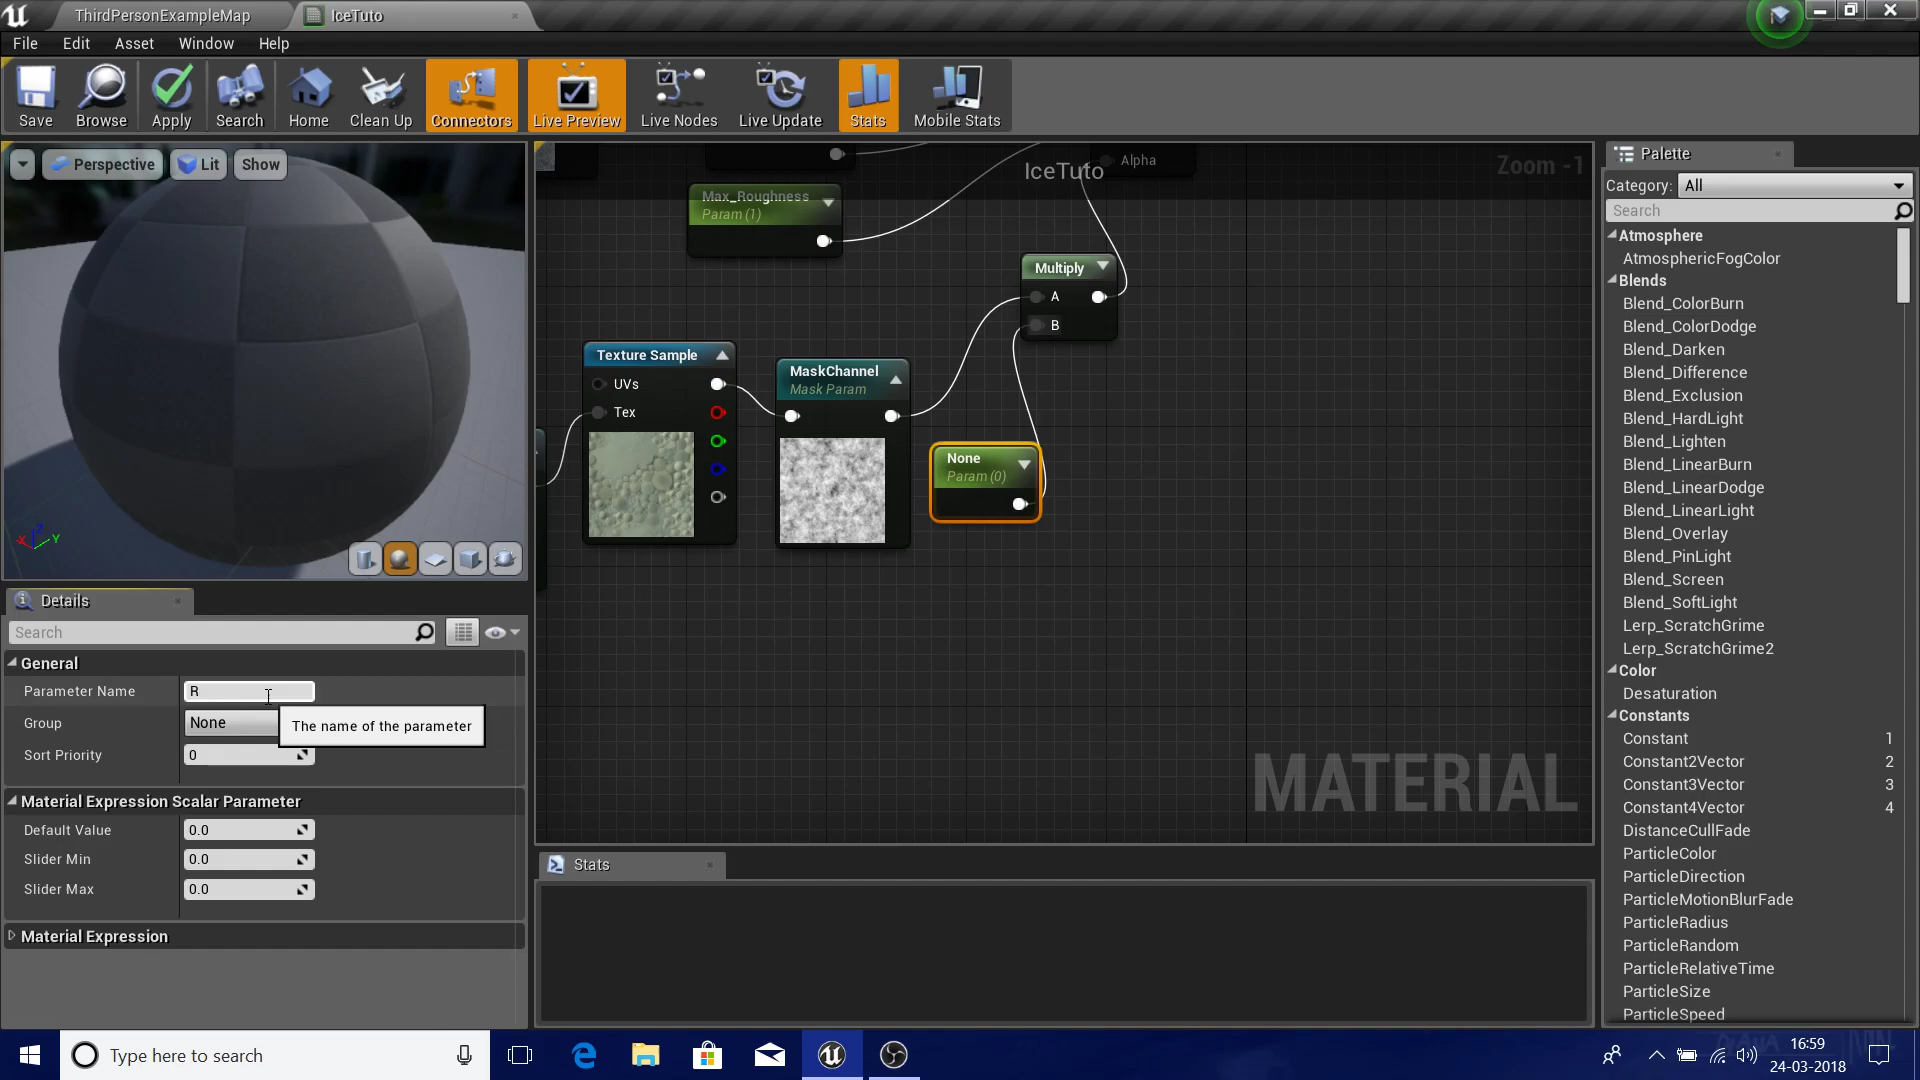 ThirdPersonExampleMap
IceTuto
File Edit Asset Window Help
Save Browse Apply Search Home Clean Up Connectors Live Preview Live Nodes Live Update Stats Mobile Stats
Perspective Lit Show
X Z Y
IceTuto
Zoom -1
Alpha
Max_Roughness
Param (1)
Multiply
A
B
Texture Sample
UVs
Tex
MaskChannel
Mask Param
None
Param (0)
MATERIAL
Details
Search
General
Parameter Name R
Group None
The name of the parameter
Sort Priority 0
Material Expression Scalar Parameter
Default Value 0.0
Slider Min 0.0
Slider Max 0.0
Material Expression
Stats
Palette
Category: All
Search
Atmosphere
AtmosphericFogColor
Blends
Blend_ColorBurn
Blend_ColorDodge
Blend_Darken
Blend_Difference
Blend_Exclusion
Blend_HardLight
Blend_Lighten
Blend_LinearBurn
Blend_LinearDodge
Blend_LinearLight
Blend_Overlay
Blend_PinLight
Blend_Screen
Blend_SoftLight
Lerp_ScratchGrime
Lerp_ScratchGrime2
Color
Desaturation
Constants
Constant 1
Constant2Vector 2
Constant3Vector 3
Constant4Vector 4
DistanceCullFade
ParticleColor
ParticleDirection
ParticleMotionBlurFade
ParticleRadius
ParticleRandom
ParticleRelativeTime
ParticleSize
ParticleSpeed
Type here to search
16:59
24-03-2018